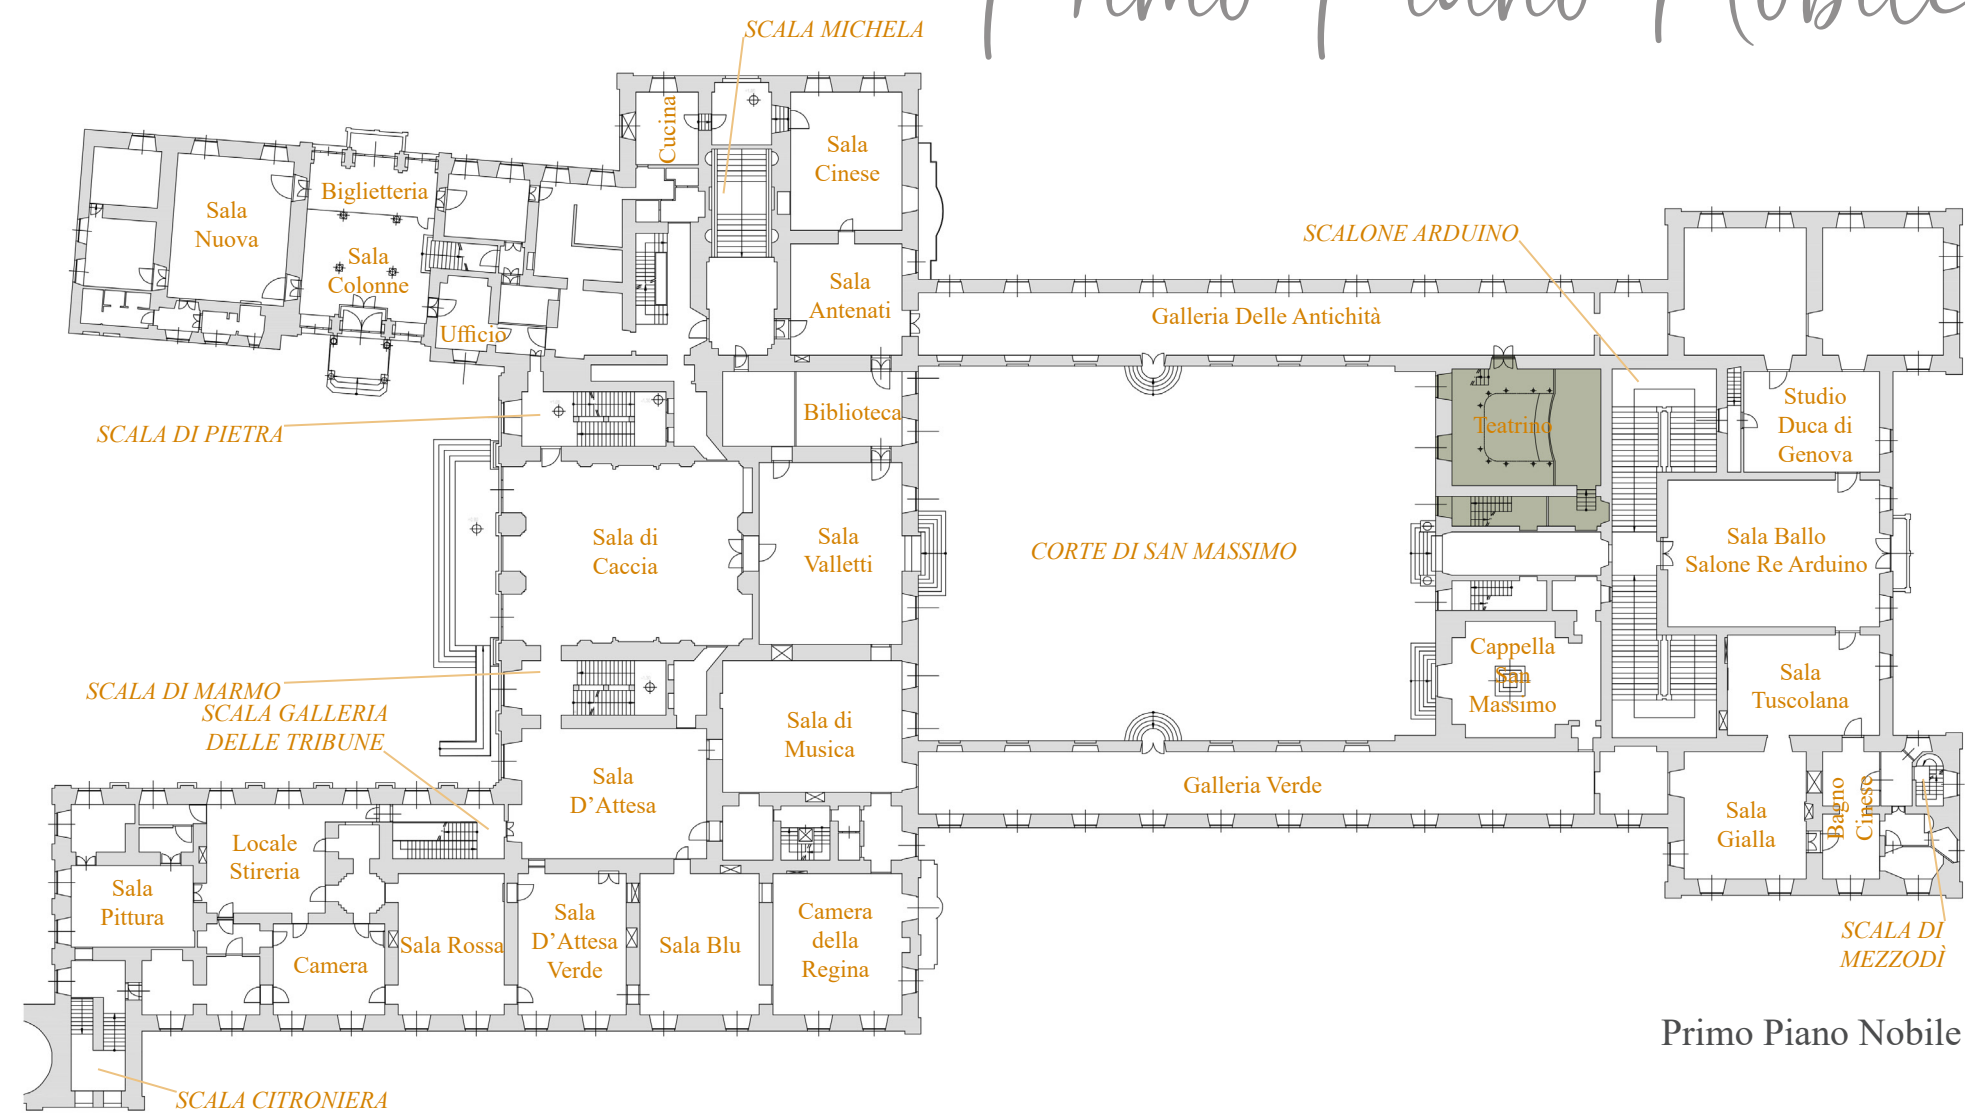 Primo Piano Nobile
SCALA MICHELA
Cucina
Sala
Cinese
Biglietteria
Sala
Nuova
Sala
Colonne
SCALONE ARDUINO
Sala
Antenati
Galleria Delle Antichità
Ufficio
SCALA DI PIETRA
Biblioteca
Teatrino
Studio
Duca di
Genova
Sala di
Caccia
Sala
Valletti
CORTE DI SAN MASSIMO
Sala Ballo
Salone Re Arduino
Cappella
San
Massimo
Sala
Tuscolana
SCALA DI MARMO
SCALA GALLERIA
DELLE TRIBUNE
Sala di
Musica
Sala
D'Attesa
Galleria Verde
Sala
Gialla
Bagno
Cinese
Locale
Stireria
Sala
Pittura
Camera
Sala Rossa
Sala
D'Attesa
Verde
Sala Blu
Camera
della
Regina
SCALA DI
MEZZODÌ
Primo Piano Nobile
SCALA CITRONIERA